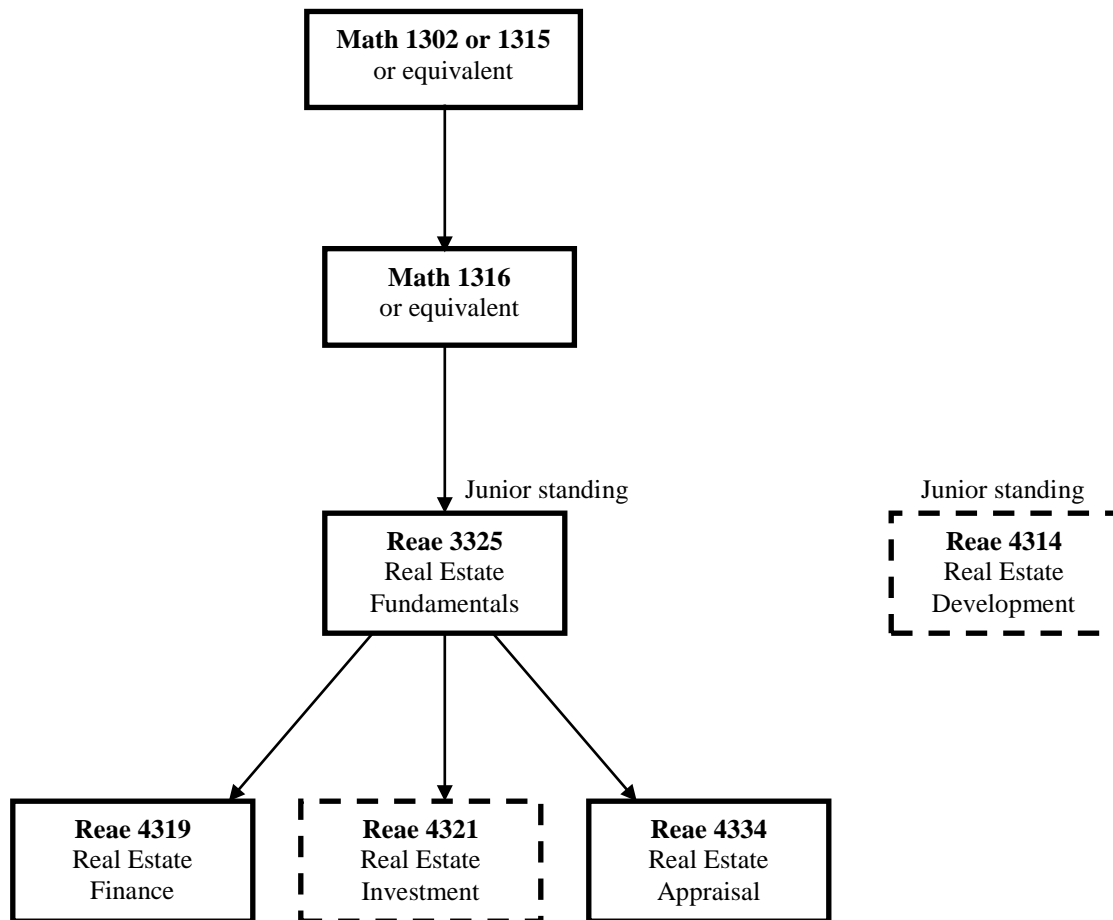 Math 1302 or 1315
or equivalent
Math 1316
or equivalent
Junior standing
Reae 3325
Real Estate
Fundamentals
Junior standing
Reae 4314
Real Estate
Development
Reae 4319
Real Estate
Finance
Reae 4321
Real Estate
Investment
Reae 4334
Real Estate
Appraisal